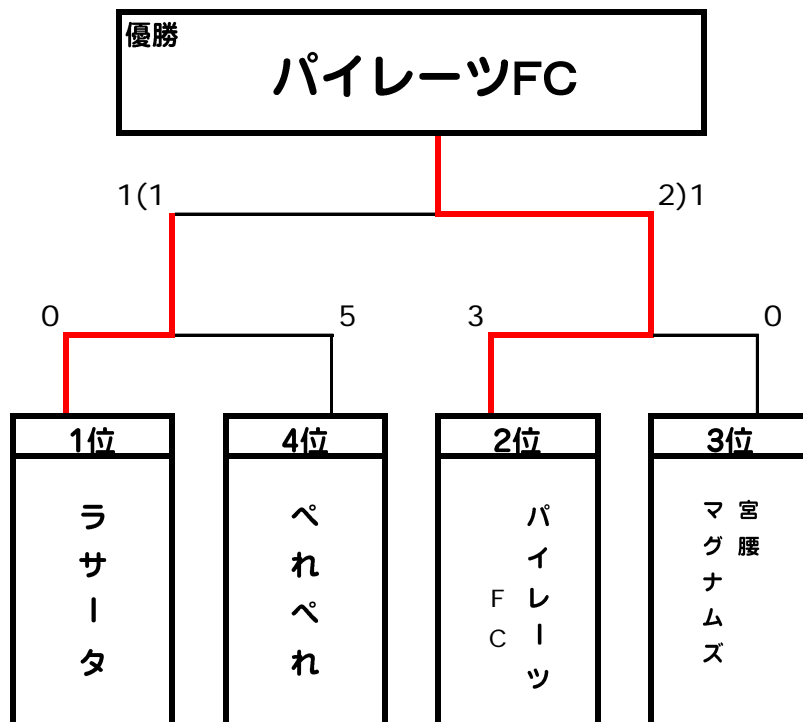 優勝
パイレーツFC
1(1
2)1
0
5
3
0
1位
4位
2位
3位
ラサータ
ぺれぺれ
パイレーツ
FC
宮腰
マグナムズ